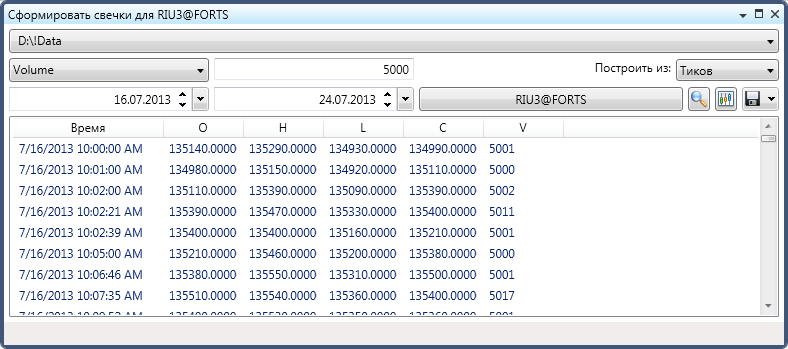 Сформировать свечки для RIU3@FORTS
D:\!Data
Volume 5000 Построить из: Тиков
16.07.2013 24.07.2013 RIU3@FORTS
Время O H L C V
7/16/2013 10:00:00 AM 135140.0000 135290.0000 134930.0000 134990.0000 5001
7/16/2013 10:01:00 AM 134980.0000 135150.0000 134920.0000 135110.0000 5000
7/16/2013 10:02:00 AM 135110.0000 135390.0000 135090.0000 135390.0000 5002
7/16/2013 10:02:21 AM 135390.0000 135470.0000 135330.0000 135400.0000 5011
7/16/2013 10:02:39 AM 135400.0000 135400.0000 135160.0000 135210.0000 5001
7/16/2013 10:05:00 AM 135210.0000 135460.0000 135200.0000 135380.0000 5000
7/16/2013 10:06:46 AM 135380.0000 135550.0000 135310.0000 135500.0000 5001
7/16/2013 10:07:35 AM 135510.0000 135540.0000 135360.0000 135400.0000 5017